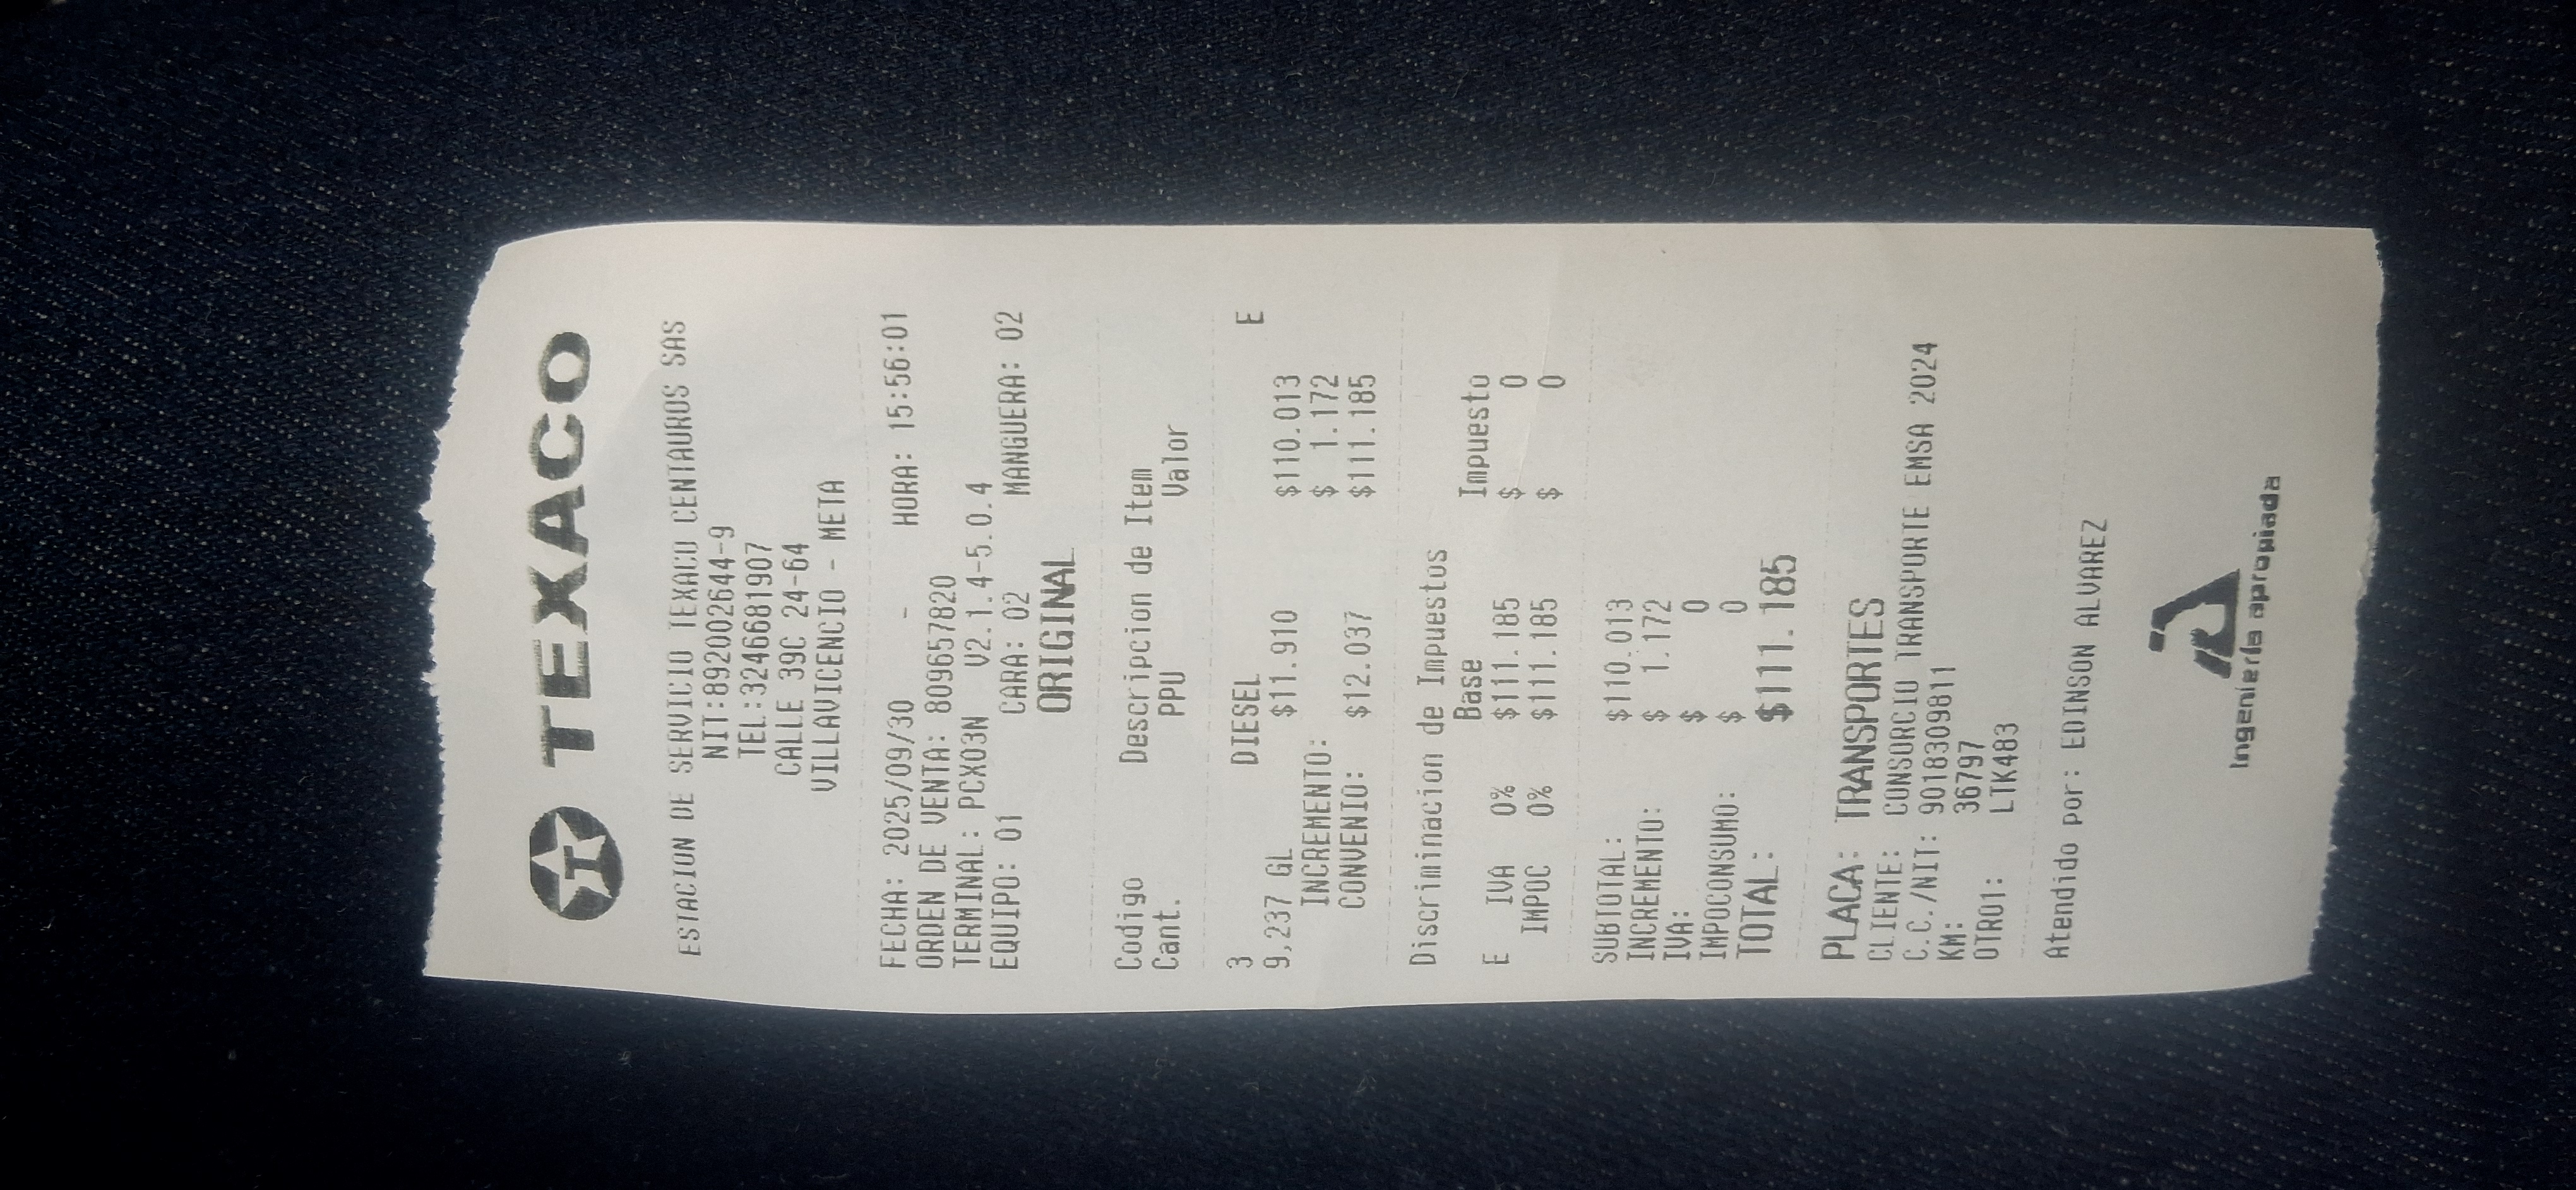 TEXACO
ESTACION DE SERVICIO TEXACO CENTAUROS SAS
NIT:892002644-9
TEL:3246681907
CALLE 39C 24-64
VILLAVICENCIO - META
FECHA: 2025/09/30 - HORA: 15:56:01
ORDEN DE VENTA: 809657820
TERMINAL: PCX03N V2.1.4-5.0.4
EQUIPO: 01 CARA: 02 MANGUERA: 02
ORIGINAL
Codigo Descripcion de Item
Cant. PPU Valor
3 DIESEL E
9,237 GL $11.910 $110.013
INCREMENTO: $ 1.172
CONVENIO: $12.037 $111.185
Discriminacion de Impuestos
Base Impuesto
E IVA 0% $111.185 $ 0
IMPOC 0% $111.185 $ 0
SUBTOTAL: $110.013
INCREMENTO: $ 1.172
IVA: $ 0
IMPOCONSUMO: $ 0
TOTAL: $111.185
PLACA: TRANSPORTES
CLIENTE: CONSORCIO TRANSPORTE EMSA 2024
C.C./NIT: 9018309811
KM: 36797
OTRO1: LTK483
Atendido por: EDINSON ALVAREZ
Ingeniería apropiada